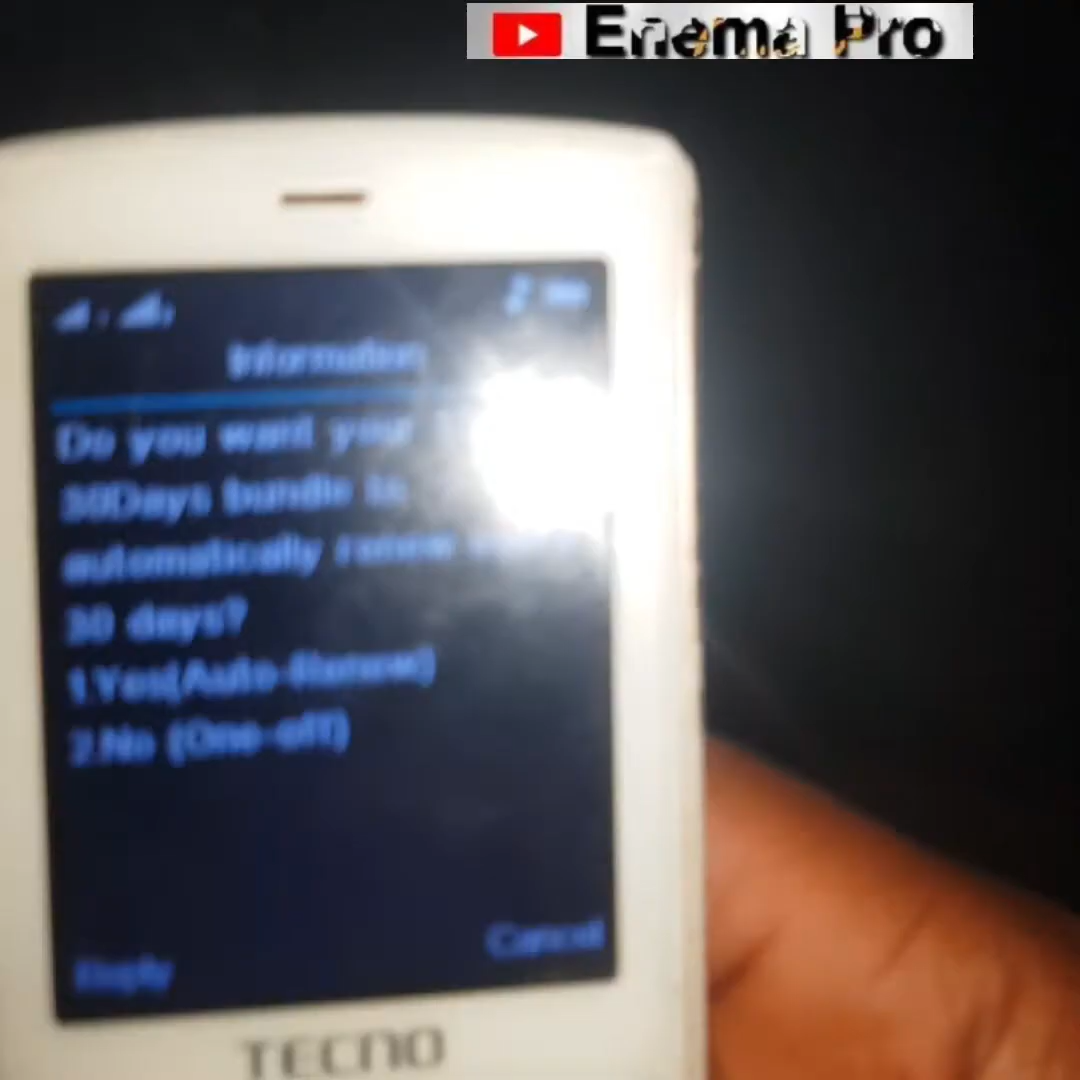 Enema Pro
Information
Do you want your
30Days bundle to
automatically renew
30 days?
1.Yes(Auto-Renew)
2.No (One-off)
Cancel
Reply
TECNO